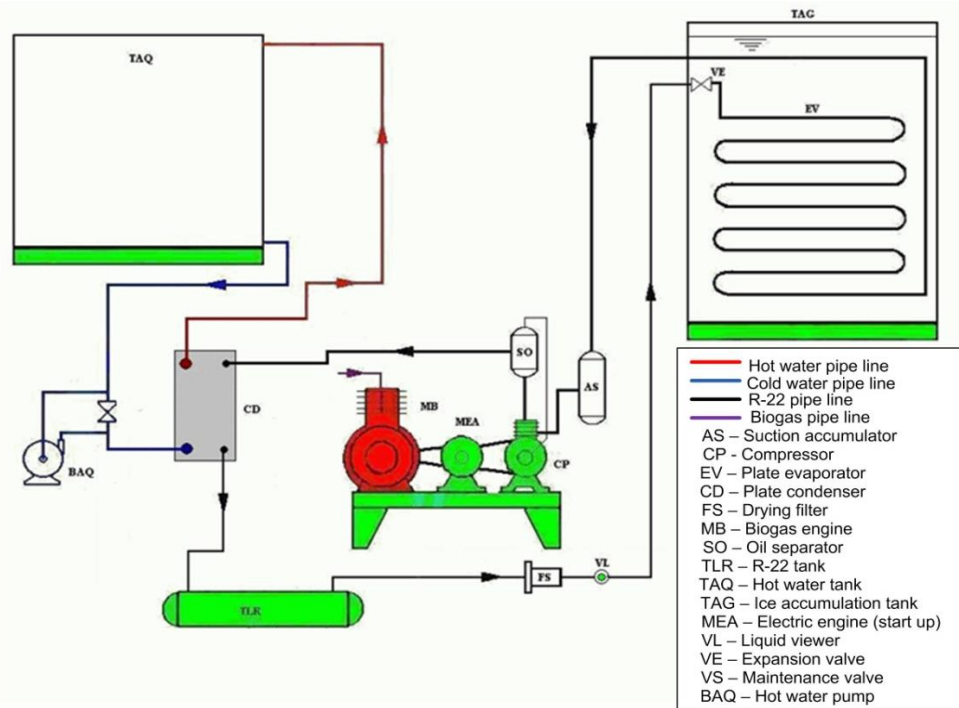 TAG
TAQ
VE
EV
SO
AS
CD
MB
MEA
CP
BAQ
VL
FS
TLR
Hot water pipe line
Cold water pipe line
R-22 pipe line
Biogas pipe line
AS – Suction accumulator
CP - Compressor
EV – Plate evaporator
CD – Plate condenser
FS – Drying filter
MB – Biogas engine
SO – Oil separator
TLR – R-22 tank
TAQ – Hot water tank
TAG – Ice accumulation tank
MEA – Electric engine (start up)
VL – Liquid viewer
VE – Expansion valve
VS – Maintenance valve
BAQ – Hot water pump